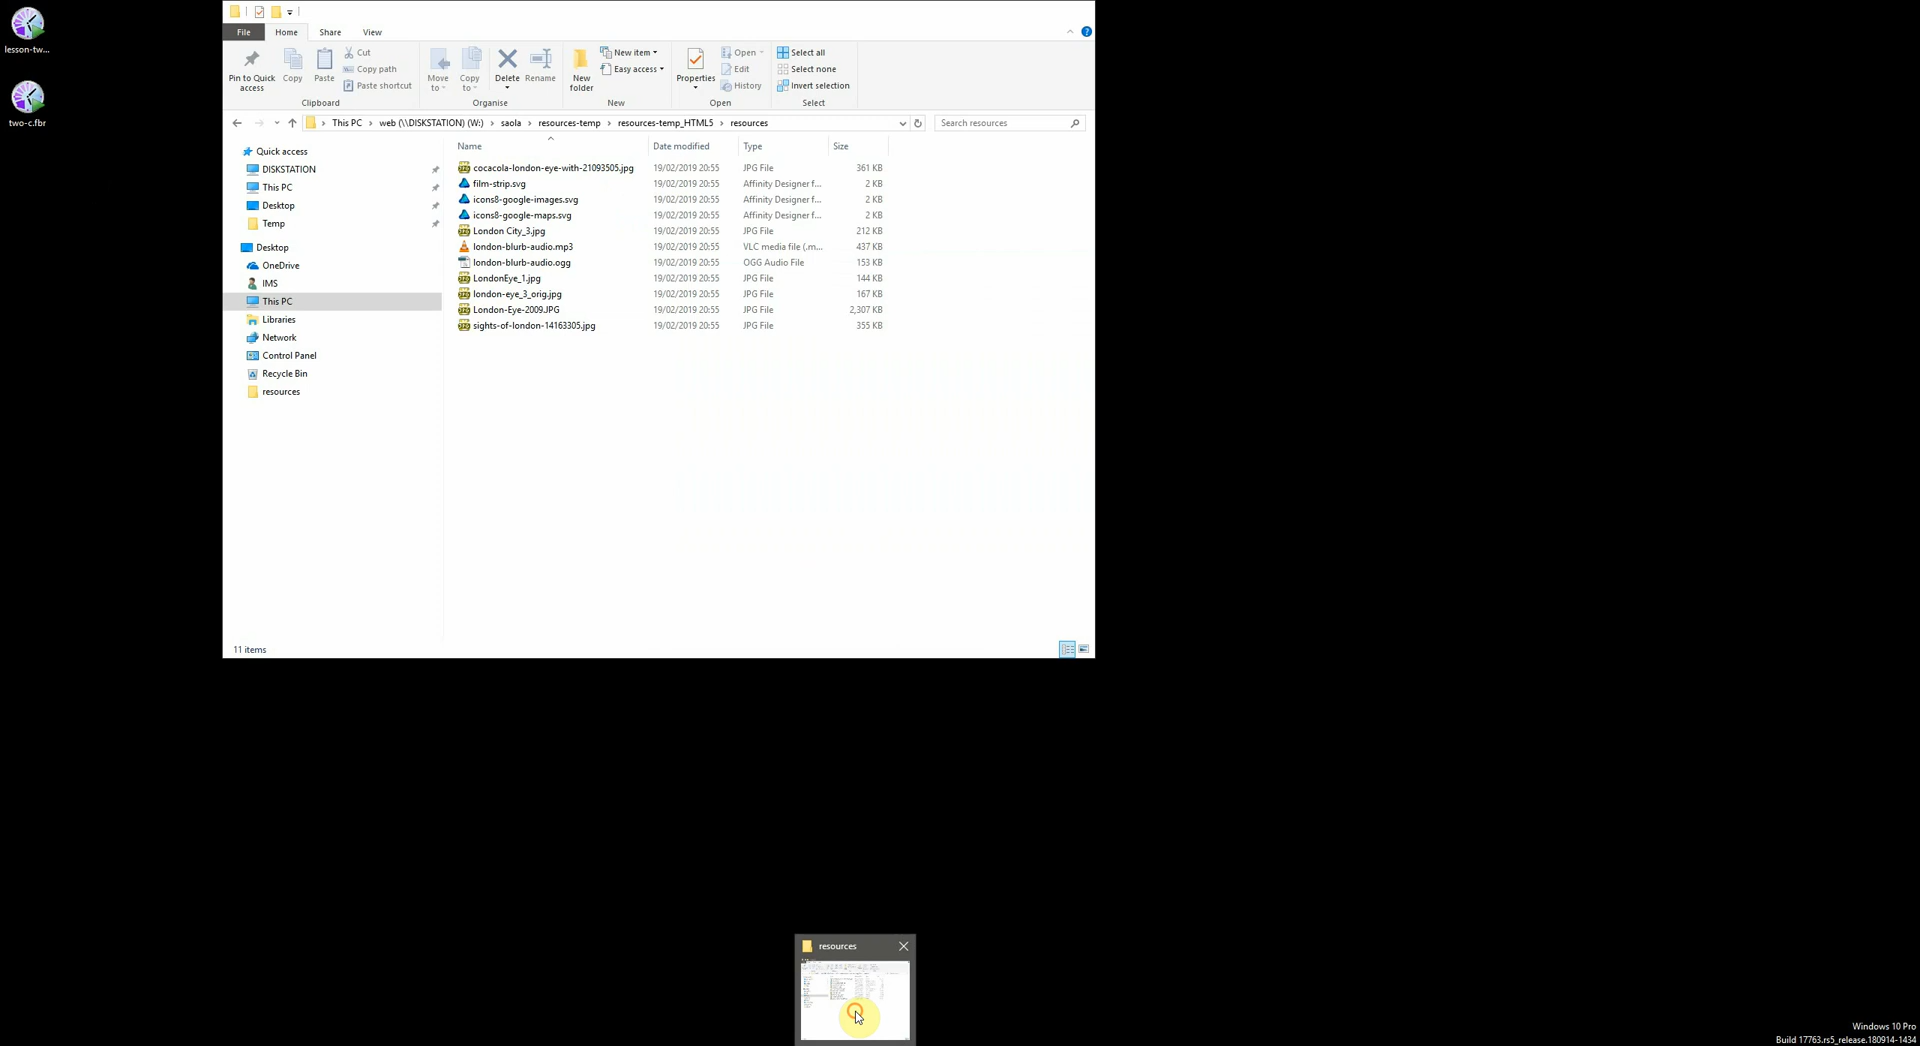 lesson-tw...
two-c.fbr
File Home Share View
Pin to Quick access
Copy
Paste
Cut
Copy path
Paste shortcut
Clipboard
Move to
Copy to
Delete
Rename
Organise
New folder
New item
Easy access
New
Properties
Open
Edit
History
Open
Select all
Select none
Invert selection
Select
This PC web (\\DISKSTATION) (W:) saola resources-temp resources-temp_HTML5 resources
Search resources
Quick access
DISKSTATION
This PC
Desktop
Temp
Desktop
OneDrive
IMS
This PC
Libraries
Network
Control Panel
Recycle Bin
resources
Name Date modified Type Size
cocacola-london-eye-with-21093505.jpg 19/02/2019 20:55 JPG File 361 KB
film-strip.svg 19/02/2019 20:55 Affinity Designer f... 2 KB
icons8-google-images.svg 19/02/2019 20:55 Affinity Designer f... 2 KB
icons8-google-maps.svg 19/02/2019 20:55 Affinity Designer f... 2 KB
London City_3.jpg 19/02/2019 20:55 JPG File 212 KB
london-blurb-audio.mp3 19/02/2019 20:55 VLC media file (.m... 437 KB
london-blurb-audio.ogg 19/02/2019 20:55 OGG Audio File 153 KB
LondonEye_1.jpg 19/02/2019 20:55 JPG File 144 KB
london-eye_3_orig.jpg 19/02/2019 20:55 JPG File 167 KB
London-Eye-2009.JPG 19/02/2019 20:55 JPG File 2,307 KB
sights-of-london-14163305.jpg 19/02/2019 20:55 JPG File 355 KB
11 items
resources
Windows 10 Pro
Build 17763.rs5_release.180914-1434